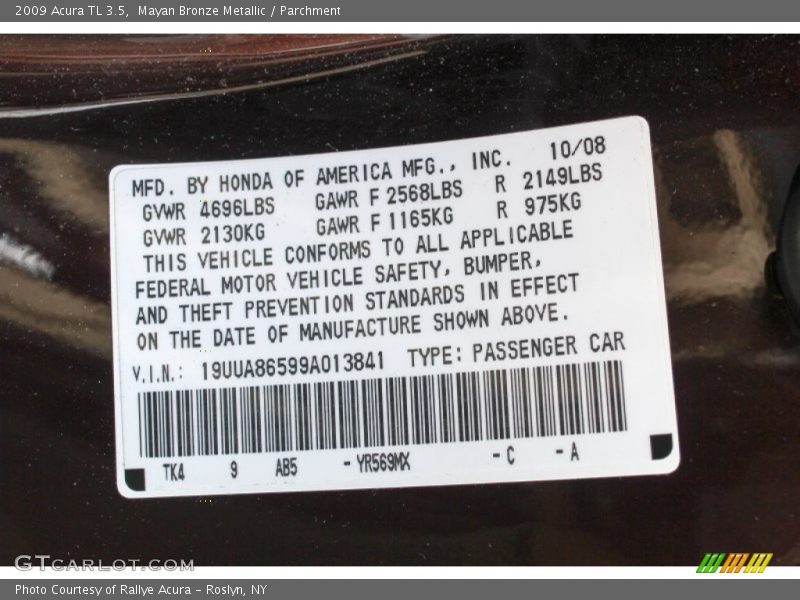 2009 Acura TL 3.5,  Mayan Bronze Metallic / Parchment
MFD. BY HONDA OF AMERICA MFG., INC. 10/08
GVWR 4696LBS GAWR F 2568LBS R 2149LBS
GVWR 2130KG GAWR F 1165KG R 975KG
THIS VEHICLE CONFORMS TO ALL APPLICABLE
FEDERAL MOTOR VEHICLE SAFETY, BUMPER,
AND THEFT PREVENTION STANDARDS IN EFFECT
ON THE DATE OF MANUFACTURE SHOWN ABOVE.
V.I.N.: 19UUA86599A013841 TYPE: PASSENGER CAR
TK4 9 AB5 -YR569MX -C -A
GTCARLOT.COM
Photo Courtesy of Rallye Acura - Roslyn, NY